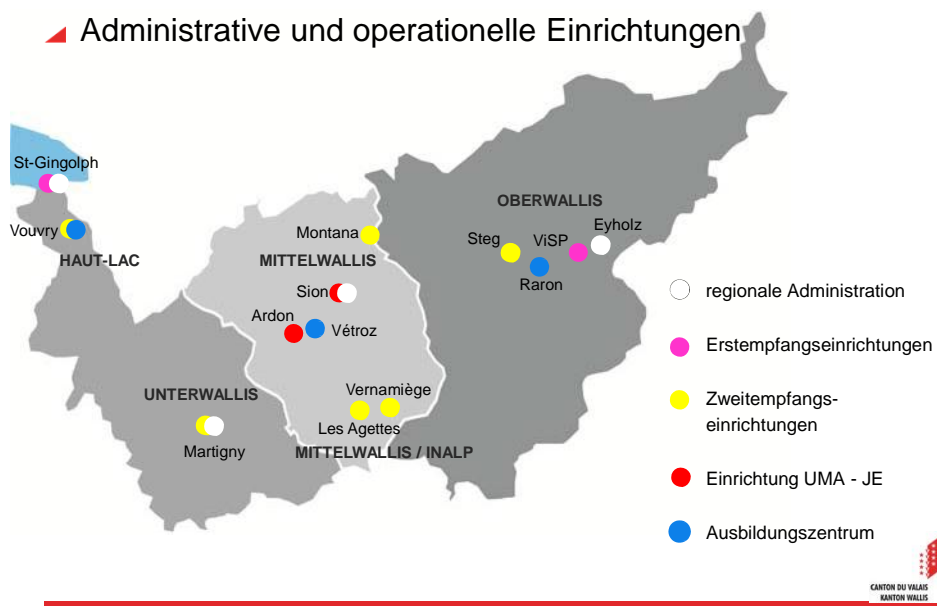 Administrative und operationelle Einrichtungen
St-Gingolph
Vouvry
HAUT-LAC
Montana
MITTELWALLIS
Sion
Ardon
Vétroz
Vernamiège
Les Agettes
MITTELWALLIS / INALP
UNTERWALLIS
Martigny
OBERWALLIS
Eyholz
Steg
ViSP
Raron
regionale Administration
Erstempfangseinrichtungen
Zweitempfangs-
einrichtungen
Einrichtung UMA - JE
Ausbildungszentrum
CANTON DU VALAIS
KANTON WALLIS